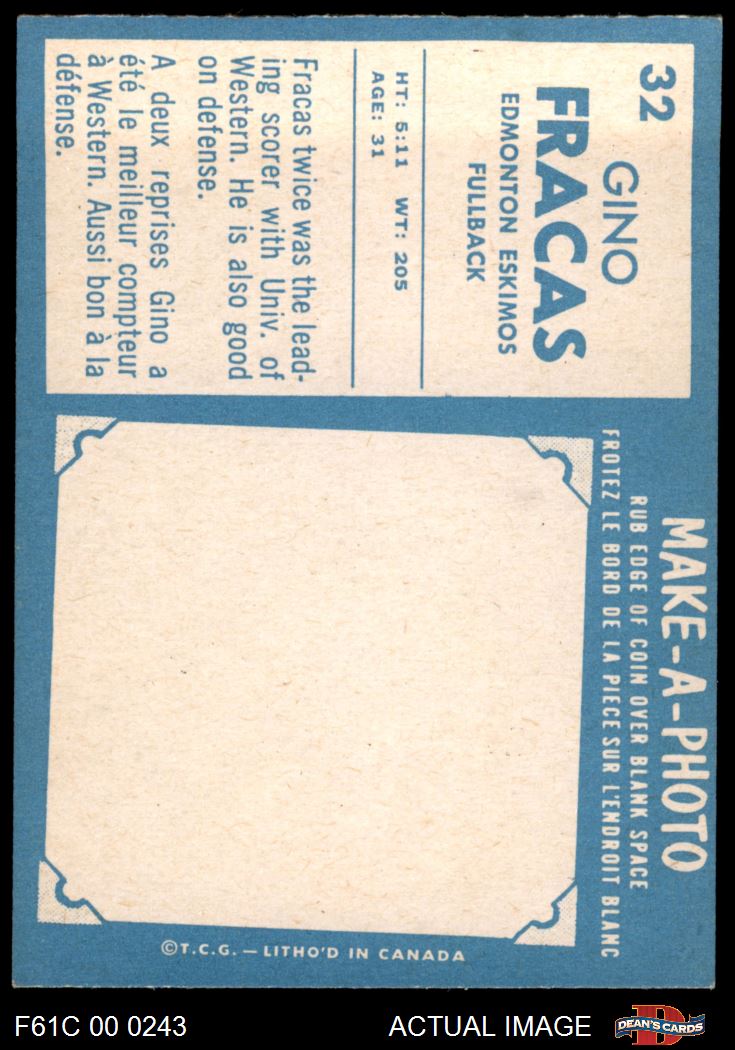 32
GINO
FRACAS
EDMONTON ESKIMOS
FULLBACK
HT: 5:11 WT: 205
AGE: 31
Fracas twice was the lead-
ing scorer with Univ. of
Western. He is also good
on defense.
A deux reprises Gino a
été le meilleur compteur
à Western. Aussi bon à la
défense.
MAKE-A-PHOTO
RUB EDGE OF COIN OVER BLANK SPACE
FROTEZ LE BORD DE LA PIECE SUR L'ENDROIT BLANC
©T.C.G. — LITHO'D IN CANADA
F61C 00 0243
ACTUAL IMAGE
D
DEAN'S CARDS